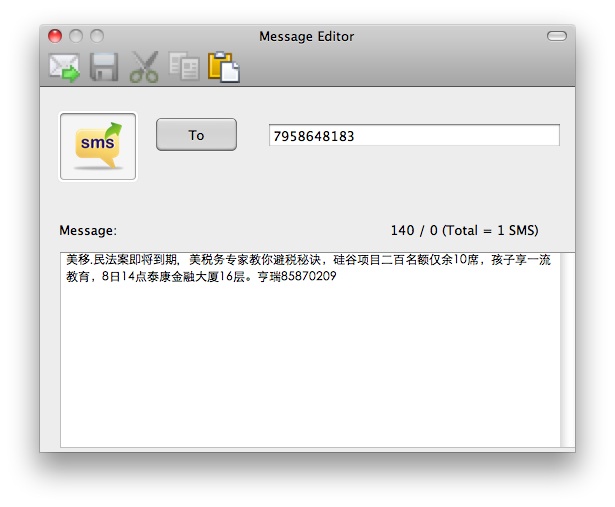 Message Editor
sms
To
7958648183
Message:
140 / 0 (Total = 1 SMS)
美移.民法案即将到期, 美税务专家教你避税秘诀，硅谷项目二百名额仅余10席，孩子享一流
教育，8日14点泰康金融大厦16层。亨瑞85870209